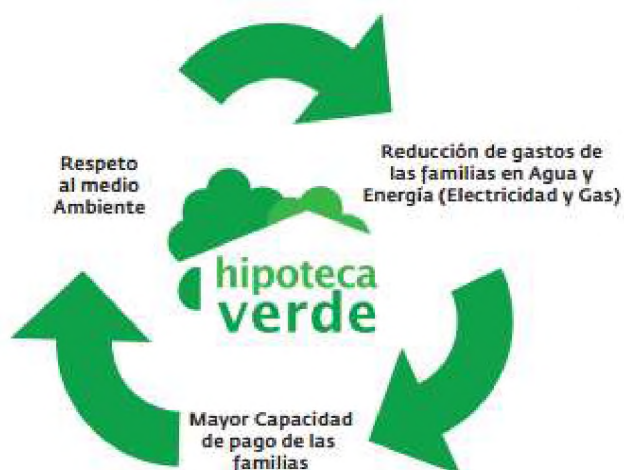 Respeto
al medio
Ambiente
Reducción de gastos de
las familias en Agua y
Energía (Electricidad y Gas)
hipoteca
verde
Mayor Capacidad
de pago de las
familias